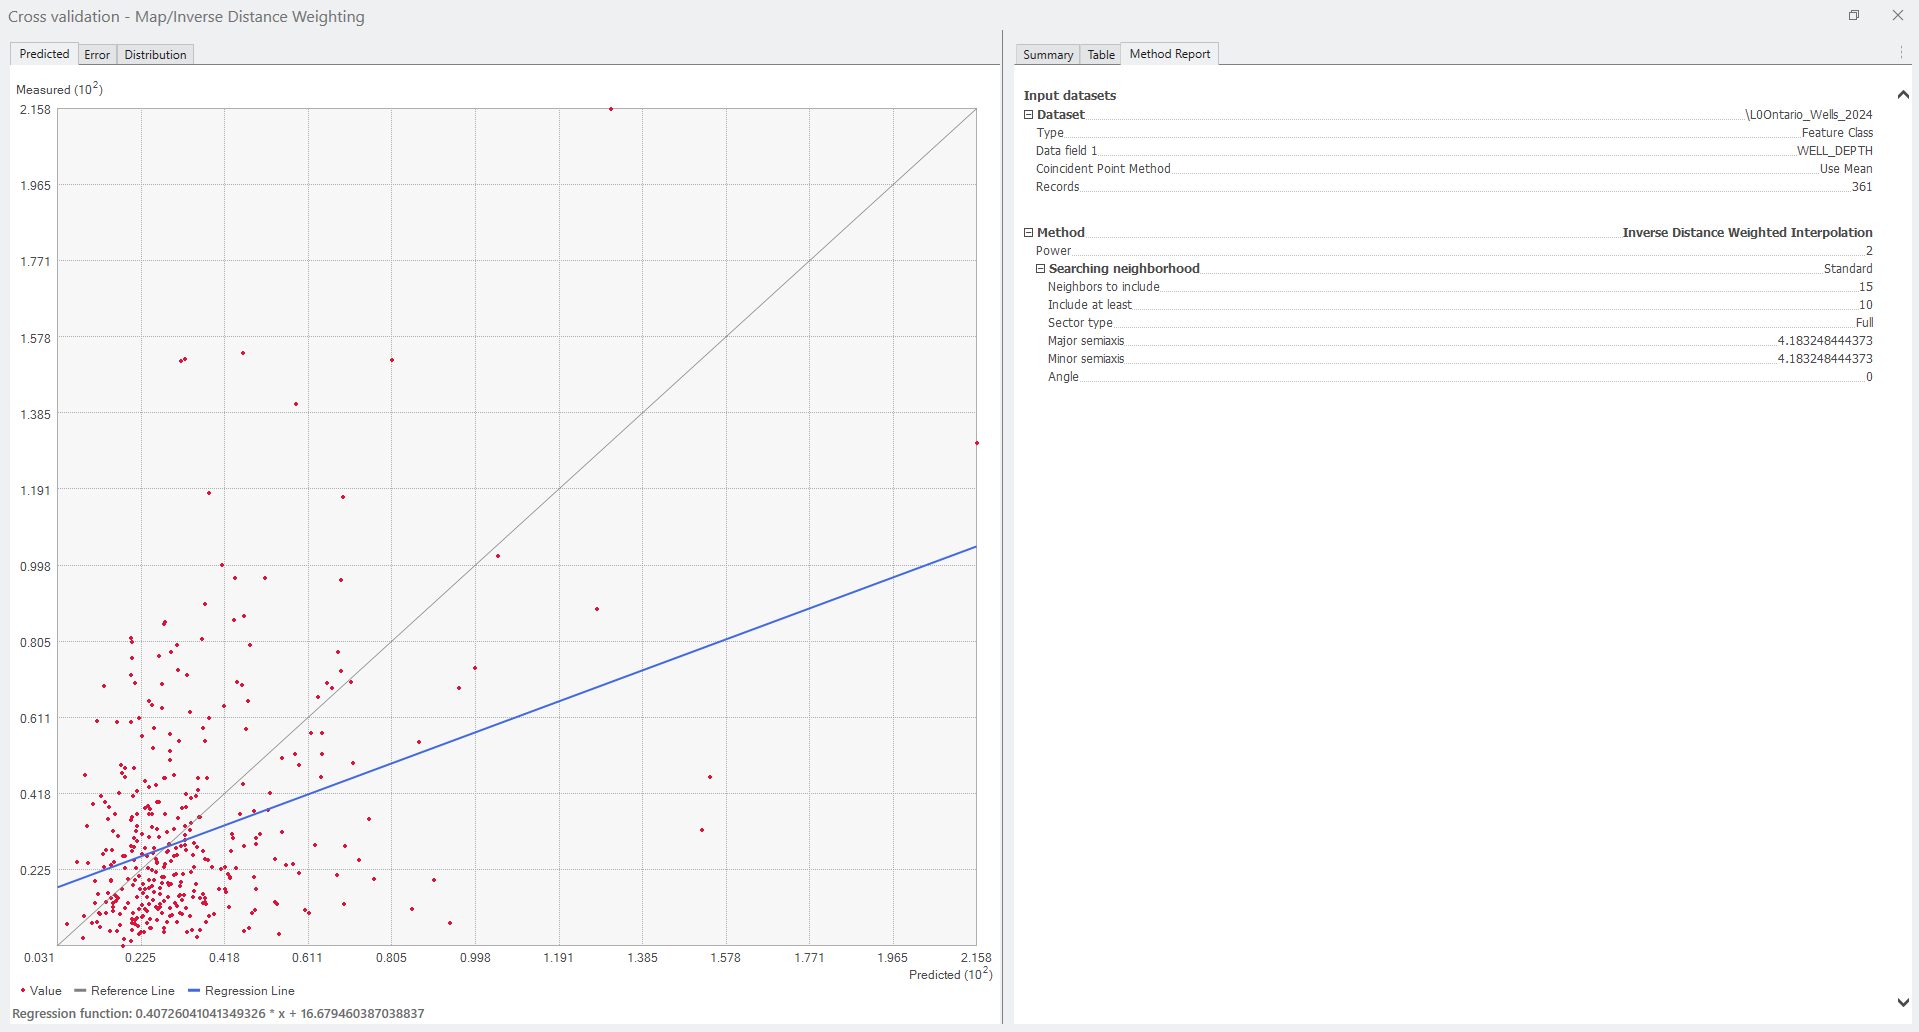 Cross validation - Map/Inverse Distance Weighting
Predicted Error Distribution
Measured (10²)
2.158
1.965
1.771
1.578
1.385
1.191
0.998
0.805
0.611
0.418
0.225
0.031 0.225 0.418 0.611 0.805 0.998 1.191 1.385 1.578 1.771 1.965 2.158
Predicted (10²)
Value Reference Line Regression Line
Regression function: 0.40726041041349326 * x + 16.679460387038837
Summary Table Method Report
Input datasets
Dataset \L0Ontario_Wells_2024
Type Feature Class
Data field 1 WELL_DEPTH
Coincident Point Method Use Mean
Records 361
Method Inverse Distance Weighted Interpolation
Power 2
Searching neighborhood Standard
Neighbors to include 15
Include at least 10
Sector type Full
Major semiaxis 4.183248444373
Minor semiaxis 4.183248444373
Angle 0